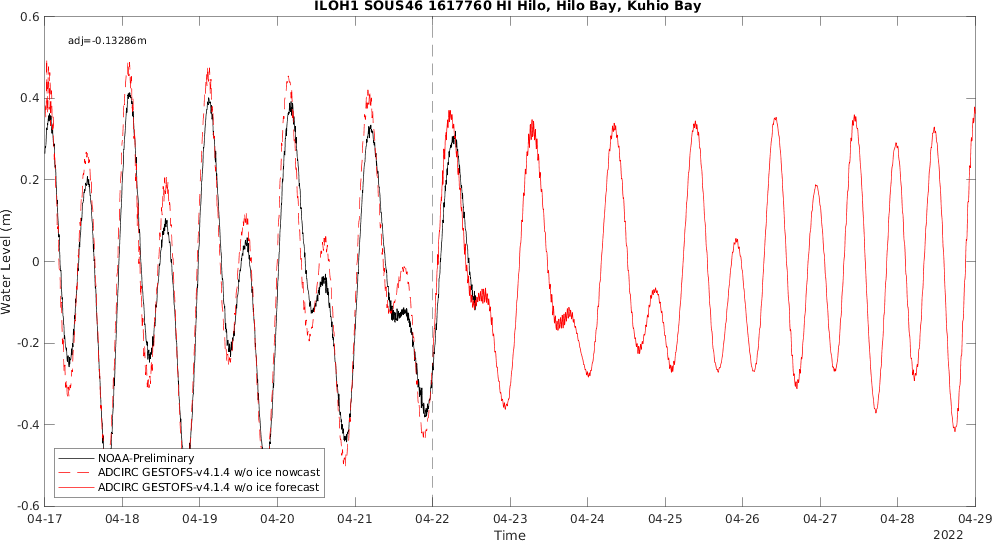 ILOH1 SOUS46 1617760 HI Hilo, Hilo Bay, Kuhio Bay
0.6
adj=-0.13286m
0.4
0.2
0
-0.2
-0.4
-0.6
Water Level (m)
NOAA-Preliminary
ADCIRC GESTOFS-v4.1.4 w/o ice nowcast
ADCIRC GESTOFS-v4.1.4 w/o ice forecast
04-17 04-18 04-19 04-20 04-21 04-22 04-23 04-24 04-25 04-26 04-27 04-28 04-29
Time
2022